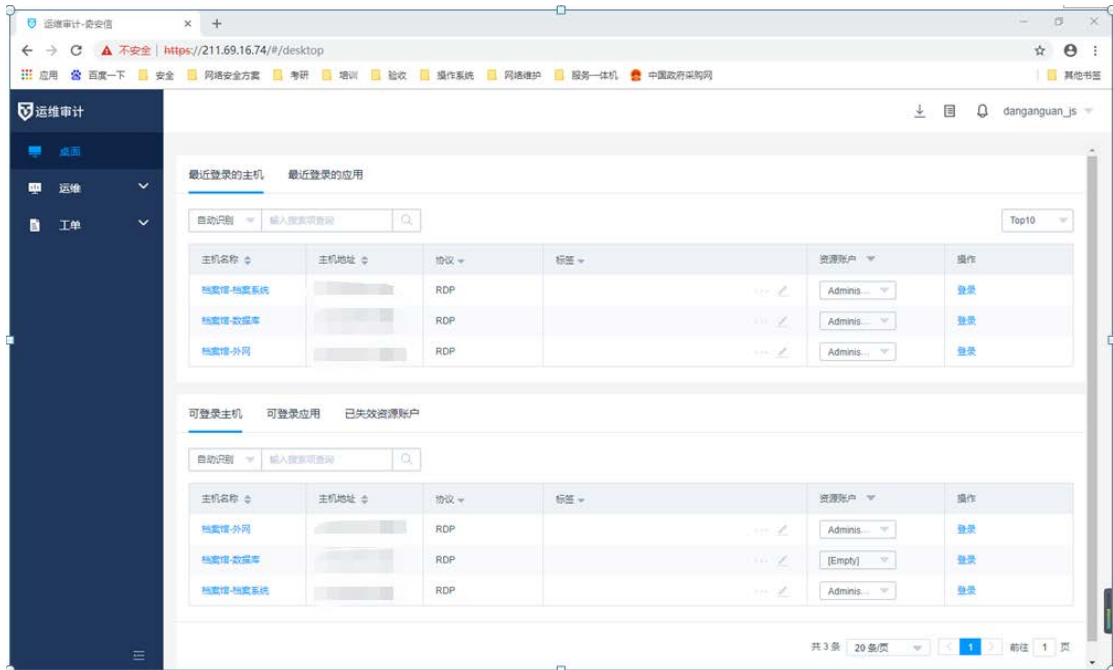 运维审计-奇安信
不安全 | https://211.69.16.74/#/desktop
应用 百度一下 安全 网络安全方案 考研 培训 验收 操作系统 网络维护 服务一体机 中国政府采购网 其他书签
运维审计 danganguan_js
桌面
运维
工单
最近登录的主机 最近登录的应用
自动识别 输入搜索项查询 Top10
主机名称 主机地址 协议 标签 资源账户 操作
档案馆-档案系统 RDP Adminis... 登录
档案馆-数据库 RDP Adminis... 登录
档案馆-外网 RDP Adminis... 登录
可登录主机 可登录应用 已失效资源账户
自动识别 输入搜索项查询
主机名称 主机地址 协议 标签 资源账户 操作
档案馆-外网 RDP Adminis... 登录
档案馆-数据库 RDP [Empty] 登录
档案馆-档案系统 RDP Adminis... 登录
共 3 条 20 条/页 1 前往 1 页